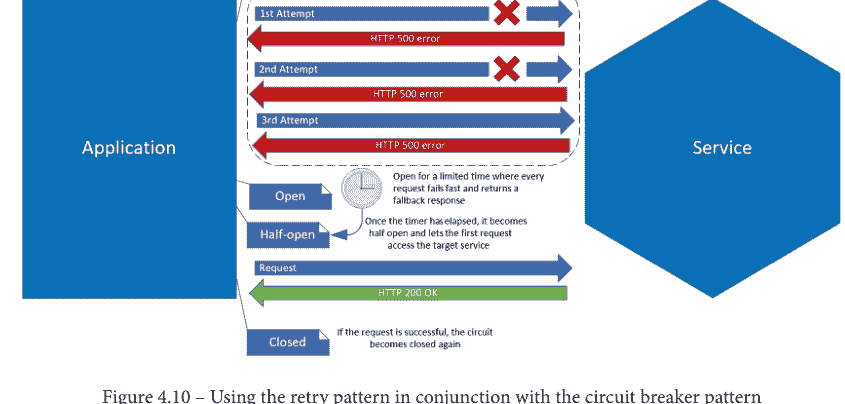 1st Attempt
HTTP 500 error
2nd Attempt
HTTP 500 error
3rd Attempt
HTTP 500 error
Application
Service
Open
Open for a limited time where every
request fails fast and returns a
fallback response
Half-open
Once the timer has elapsed, it becomes
half open and lets the first request
access the target service
Request
HTTP 200 OK
Closed
If the request is successful, the circuit
becomes closed again
Figure 4.10 – Using the retry pattern in conjunction with the circuit breaker pattern